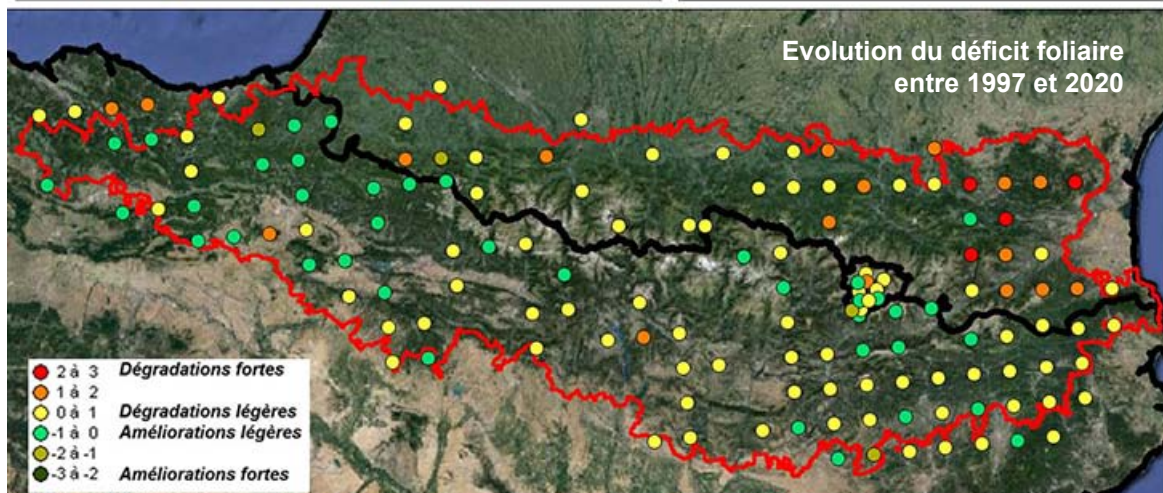 Evolution du déficit foliaire
entre 1997 et 2020
2 à 3 Dégradations fortes
1 à 2
0 à 1 Dégradations légères
-1 à 0 Améliorations légères
-2 à -1
-3 à -2 Améliorations fortes